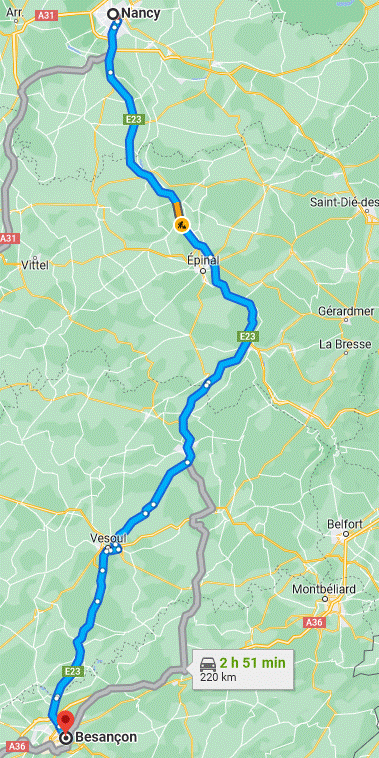 Arr.
A31
Nancy
E23
Saint-Dié-des
A31
Vittel
Épinal
Gérardmer
E23
La Bresse
Vesoul
Belfort
Montbéliard
A36
2 h 51 min
220 km
E23
A36
Besançon